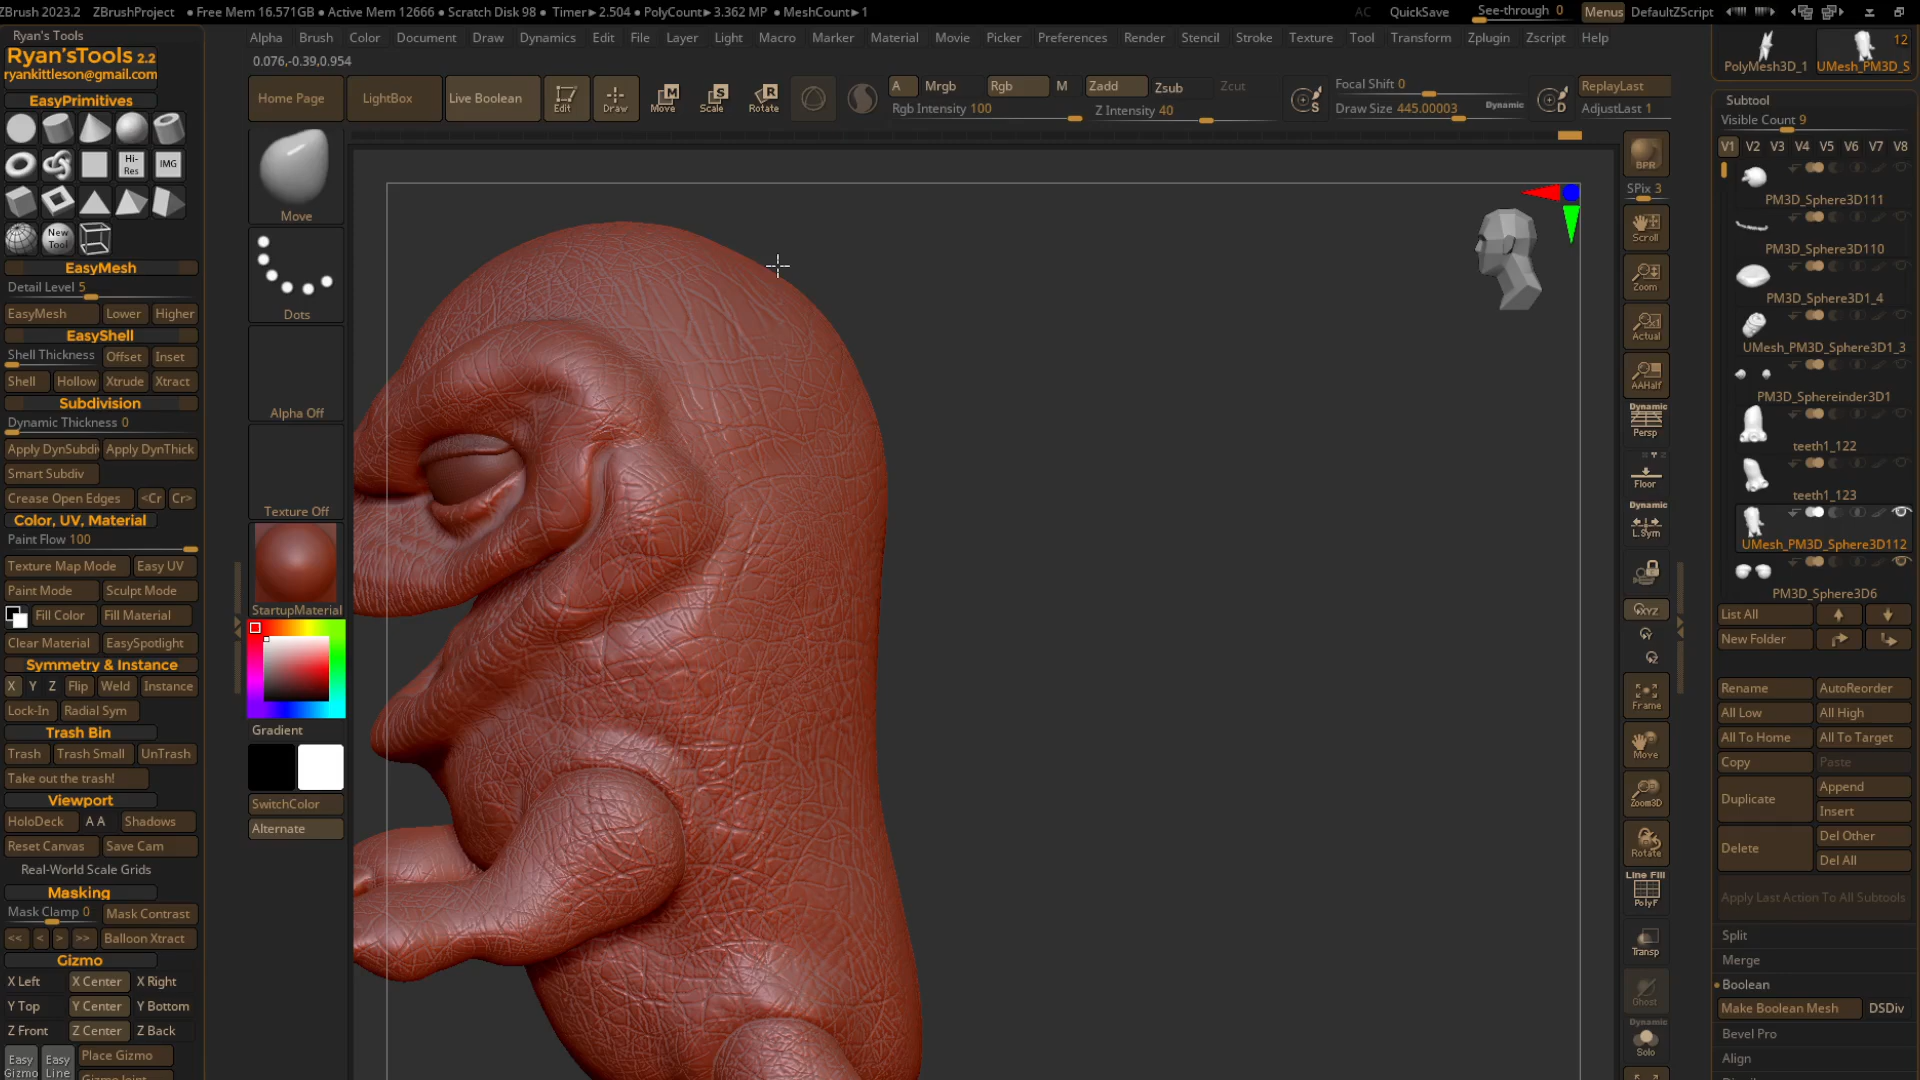 ZBrush 2023.2 ZBrushProject ● Free Mem 16.571GB ● Active Mem 12666 ● Scratch Disk 98 ● Timer►2.504 ● PolyCount►3.362 MP ● MeshCount►1
AC QuickSave See-through 0 Menus DefaultZScript
Ryan's Tools
Ryan'sTools 2.2
ryankittleson@gmail.com
EasyPrimitives
Hi-Res
IMG
New Tool
EasyMesh
Detail Level 5
EasyMesh Lower Higher
EasyShell
Shell Thickness Offset Inset
Shell Hollow Xtrude Xtract
Subdivision
Dynamic Thickness 0
Apply DynSubdiv Apply DynThick
Smart Subdiv
Crease Open Edges <Cr Cr>
Color, UV, Material
Paint Flow 100
Texture Map Mode Easy UV
Paint Mode Sculpt Mode
Fill Color Fill Material
Clear Material EasySpotlight
Symmetry & Instance
X Y Z Flip Weld Instance
Lock-In Radial Sym
Trash Bin
Trash Trash Small UnTrash
Take out the trash!
Viewport
HoloDeck A A Shadows
Reset Canvas Save Cam
Real-World Scale Grids
Masking
Mask Clamp 0 Mask Contrast
<< < > >> Balloon Xtract
Gizmo
X Left X Center X Right
Y Top Y Center Y Bottom
Z Front Z Center Z Back
Easy Gizmo Easy Line Place Gizmo
Alpha Brush Color Document Draw Dynamics Edit File Layer Light Macro Marker Material Movie Picker Preferences Render Stencil Stroke Texture Tool Transform Zplugin Zscript Help
0.076,-0.39,0.954
Home Page LightBox Live Boolean Edit Draw Move Scale Rotate
M S R
A Mrgb Rgb M Zadd Zsub Zcut
Rgb Intensity 100 Z Intensity 40
S
Focal Shift 0
Draw Size 445.00003 Dynamic
D
ReplayLast
AdjustLast 1
Move
Dots
Alpha Off
Texture Off
StartupMaterial
Gradient
SwitchColor
Alternate
BPR
SPix 3
Scroll
Zoom
Actual
AAHalf
Dynamic
Persp
Floor
Dynamic
L.Sym
XYZ
Frame
Move
Zoom3D
Rotate
Line Fill
PolyF
Transp
Ghost
Dynamic
Solo
12
PolyMesh3D_1 UMesh_PM3D_S
Subtool
Visible Count 9
V1 V2 V3 V4 V5 V6 V7 V8
PM3D_Sphere3D111
PM3D_Sphere3D110
PM3D_Sphere3D1_4
UMesh_PM3D_Sphere3D1_3
PM3D_Sphereinder3D1
teeth1_122
teeth1_123
UMesh_PM3D_Sphere3D112
PM3D_Sphere3D6
List All
New Folder
Rename AutoReorder
All Low All High
All To Home All To Target
Copy Paste
Duplicate Append
Insert
Delete Del Other
Del All
Apply Last Action To All Subtools
Split
Merge
Boolean
Make Boolean Mesh DSDiv
Bevel Pro
Align